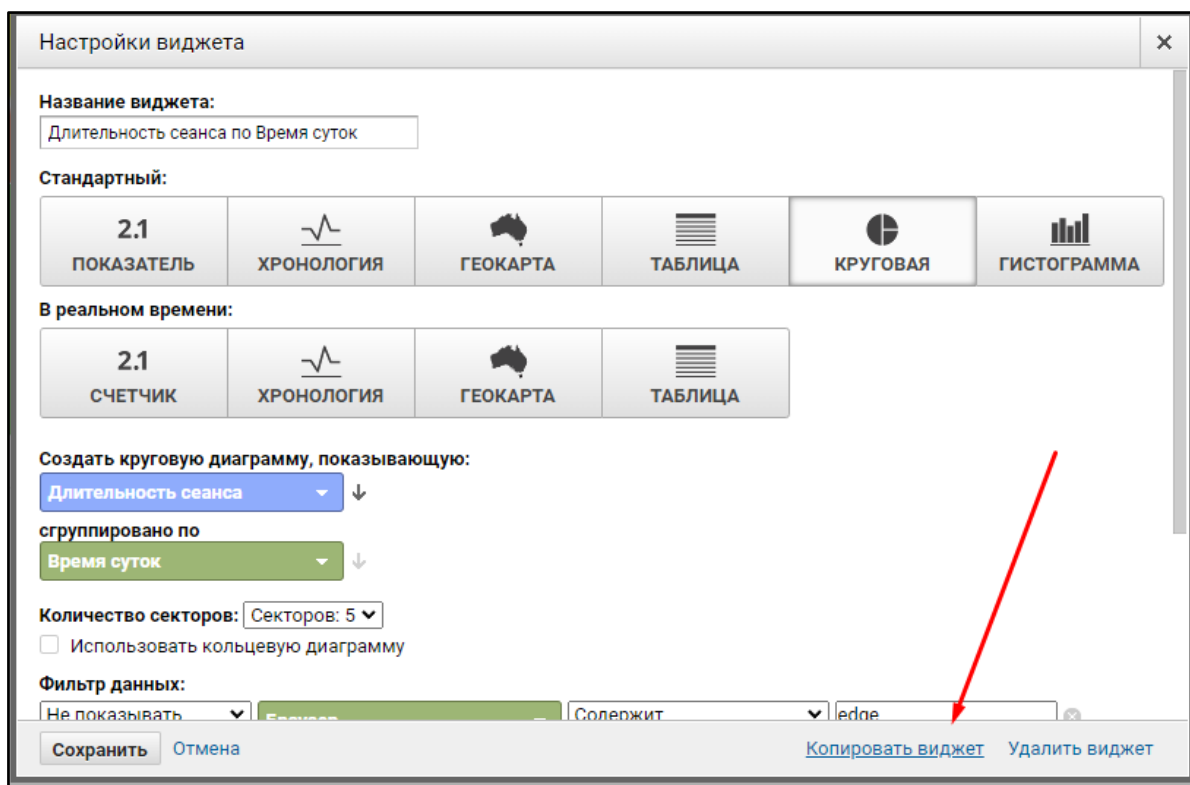 Настройки виджета
Название виджета:
Длительность сеанса по Время суток
Стандартный:
2.1
ПОКАЗАТЕЛЬ ХРОНОЛОГИЯ ГЕОКАРТА ТАБЛИЦА КРУГОВАЯ ГИСТОГРАММА
В реальном времени:
2.1
СЧЕТЧИК ХРОНОЛОГИЯ ГЕОКАРТА ТАБЛИЦА
Создать круговую диаграмму, показывающую:
Длительность сеанса
сгруппировано по
Время суток
Количество секторов: Секторов: 5
Использовать кольцевую диаграмму
Фильтр данных:
Не показывать Браузер Содержит edge
Сохранить Отмена Копировать виджет Удалить виджет